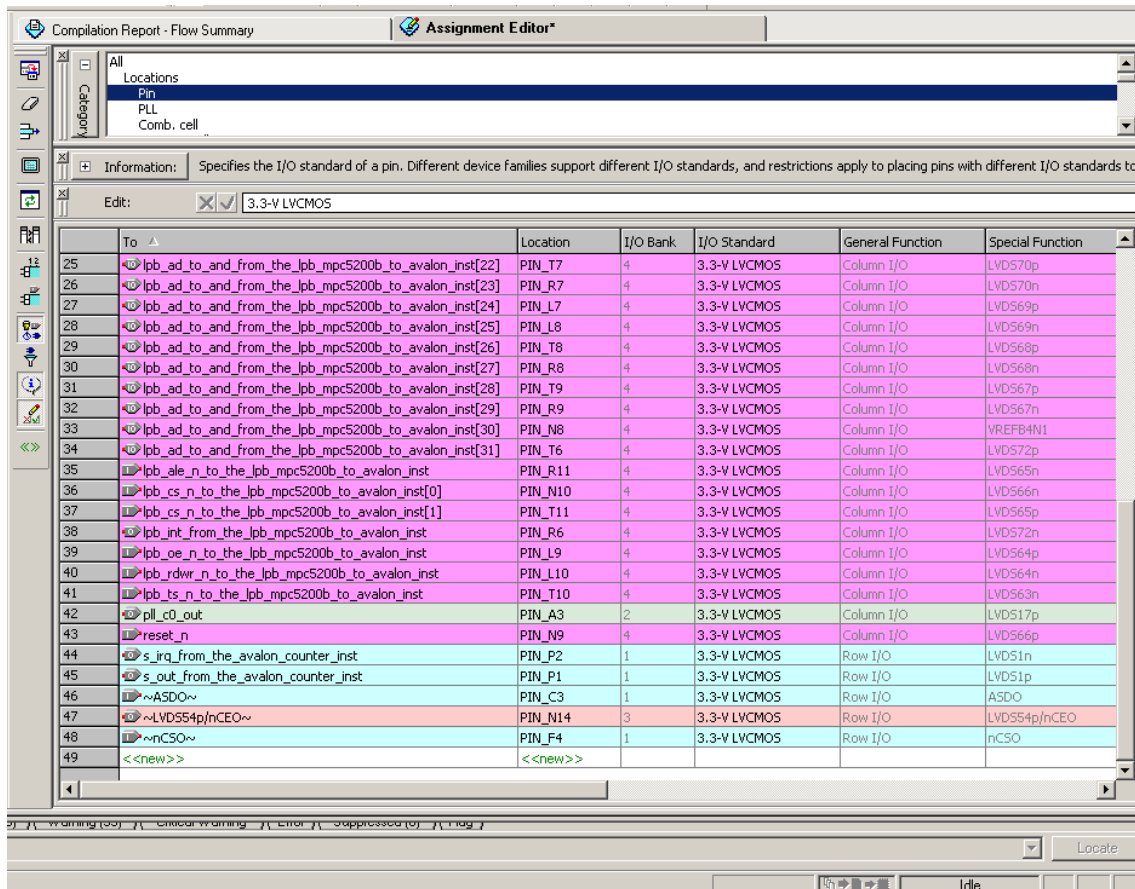 Compilation Report - Flow Summary
Assignment Editor*
Category
All
Locations
Pin
PLL
Comb. cell
Information: Specifies the I/O standard of a pin. Different device families support different I/O standards, and restrictions apply to placing pins with different I/O standards to
Edit: 3.3-V LVCMOS
To Location I/O Bank I/O Standard General Function Special Function
25 lpb_ad_to_and_from_the_lpb_mpc5200b_to_avalon_inst[22] PIN_T7 4 3.3-V LVCMOS Column I/O LVDS70p
26 lpb_ad_to_and_from_the_lpb_mpc5200b_to_avalon_inst[23] PIN_R7 4 3.3-V LVCMOS Column I/O LVDS70n
27 lpb_ad_to_and_from_the_lpb_mpc5200b_to_avalon_inst[24] PIN_L7 4 3.3-V LVCMOS Column I/O LVDS69p
28 lpb_ad_to_and_from_the_lpb_mpc5200b_to_avalon_inst[25] PIN_L8 4 3.3-V LVCMOS Column I/O LVDS69n
29 lpb_ad_to_and_from_the_lpb_mpc5200b_to_avalon_inst[26] PIN_T8 4 3.3-V LVCMOS Column I/O LVDS68p
30 lpb_ad_to_and_from_the_lpb_mpc5200b_to_avalon_inst[27] PIN_R8 4 3.3-V LVCMOS Column I/O LVDS68n
31 lpb_ad_to_and_from_the_lpb_mpc5200b_to_avalon_inst[28] PIN_T9 4 3.3-V LVCMOS Column I/O LVDS67p
32 lpb_ad_to_and_from_the_lpb_mpc5200b_to_avalon_inst[29] PIN_R9 4 3.3-V LVCMOS Column I/O LVDS67n
33 lpb_ad_to_and_from_the_lpb_mpc5200b_to_avalon_inst[30] PIN_N8 4 3.3-V LVCMOS Column I/O VREFB4N1
34 lpb_ad_to_and_from_the_lpb_mpc5200b_to_avalon_inst[31] PIN_T6 4 3.3-V LVCMOS Column I/O LVDS72p
35 lpb_ale_n_to_the_lpb_mpc5200b_to_avalon_inst PIN_R11 4 3.3-V LVCMOS Column I/O LVDS65n
36 lpb_cs_n_to_the_lpb_mpc5200b_to_avalon_inst[0] PIN_N10 4 3.3-V LVCMOS Column I/O LVDS66n
37 lpb_cs_n_to_the_lpb_mpc5200b_to_avalon_inst[1] PIN_T11 4 3.3-V LVCMOS Column I/O LVDS65p
38 lpb_int_from_the_lpb_mpc5200b_to_avalon_inst PIN_R6 4 3.3-V LVCMOS Column I/O LVDS72n
39 lpb_oe_n_to_the_lpb_mpc5200b_to_avalon_inst PIN_L9 4 3.3-V LVCMOS Column I/O LVDS64p
40 lpb_rdwr_n_to_the_lpb_mpc5200b_to_avalon_inst PIN_L10 4 3.3-V LVCMOS Column I/O LVDS64n
41 lpb_ts_n_to_the_lpb_mpc5200b_to_avalon_inst PIN_T10 4 3.3-V LVCMOS Column I/O LVDS63n
42 pll_c0_out PIN_A3 2 3.3-V LVCMOS Column I/O LVDS17p
43 reset_n PIN_N9 4 3.3-V LVCMOS Column I/O LVDS66p
44 s_irq_from_the_avalon_counter_inst PIN_P2 1 3.3-V LVCMOS Row I/O LVDS1n
45 s_out_from_the_avalon_counter_inst PIN_P1 1 3.3-V LVCMOS Row I/O LVDS1p
46 ~ASDO~ PIN_C3 1 3.3-V LVCMOS Row I/O ASDO
47 ~LVDS54p/nCEO~ PIN_N14 3 3.3-V LVCMOS Row I/O LVDS54p/nCEO
48 ~nCSO~ PIN_F4 1 3.3-V LVCMOS Row I/O nCSO
49 <<new>> <<new>>
Locate
Idle